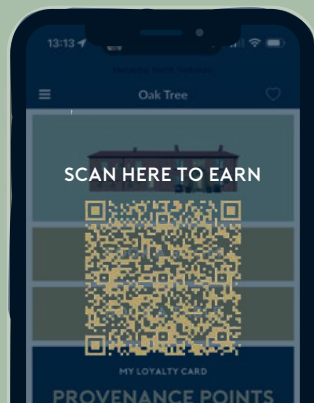 13:13
Oak Tree
SCAN HERE TO EARN
MY LOYALTY CARD
PROVENANCE POINTS